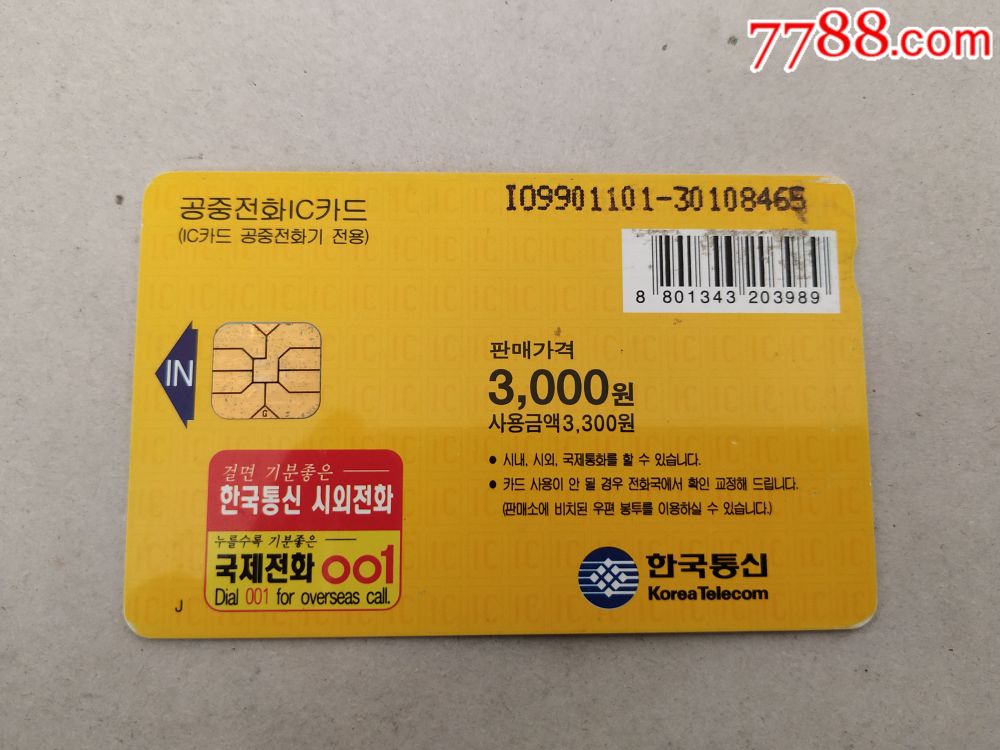 7788.com
공중전화IC카드
(IC카드 공중전화기 전용)
IO9901101-30108465
8 801343 203989
IN
판매가격
3,000원
사용금액3,300원
• 시내, 시외, 국제통화를 할 수 있습니다.
• 카드 사용이 안 될 경우 전화국에서 확인 교정해 드립니다.
(판매소에 비치된 우편 봉투를 이용하실 수 있습니다.)
걸면 기분좋은
한국통신 시외전화
누를수록 기분좋은
국제전화 001
Dial 001 for overseas call.
한국통신
Korea Telecom
J